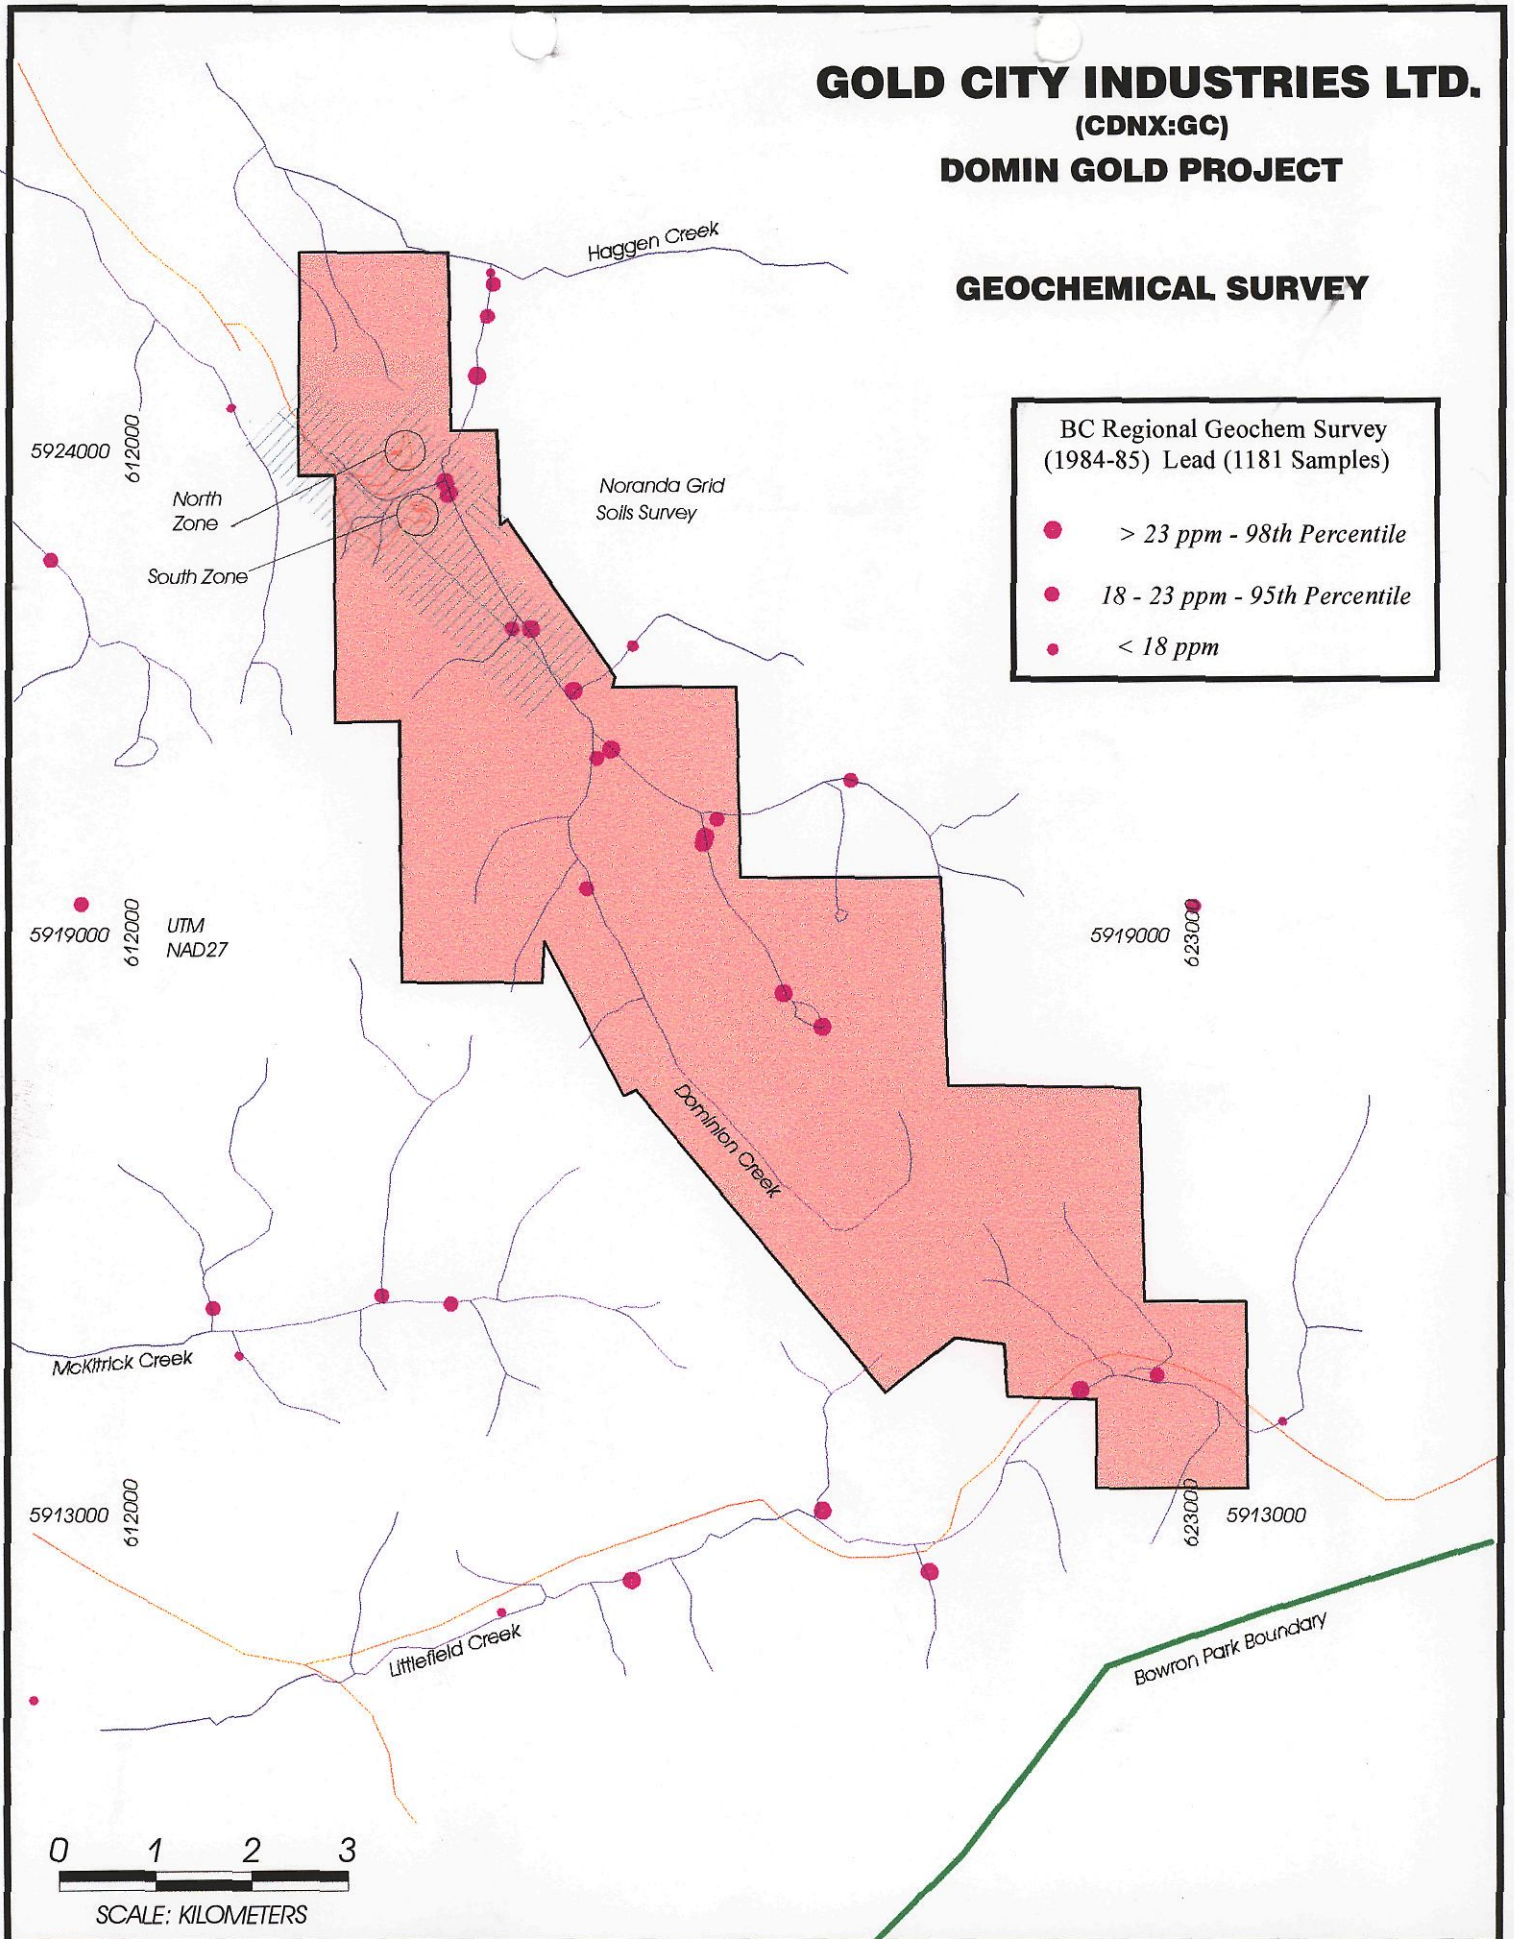 GOLD CITY INDUSTRIES LTD.
(CDNX:GC)
DOMIN GOLD PROJECT
GEOCHEMICAL SURVEY
Haggen Creek
BC Regional Geochem Survey
(1984-85) Lead (1181 Samples)
> 23 ppm - 98th Percentile
18 - 23 ppm - 95th Percentile
< 18 ppm
5924000
612000
North
Zone
South Zone
Noranda Grid
Soils Survey
5919000
612000
UTM
NAD27
5919000
623000
Dominion Creek
McKitrick Creek
5913000
612000
623000
5913000
Littlefield Creek
Bowron Park Boundary
0 1 2 3
SCALE: KILOMETERS